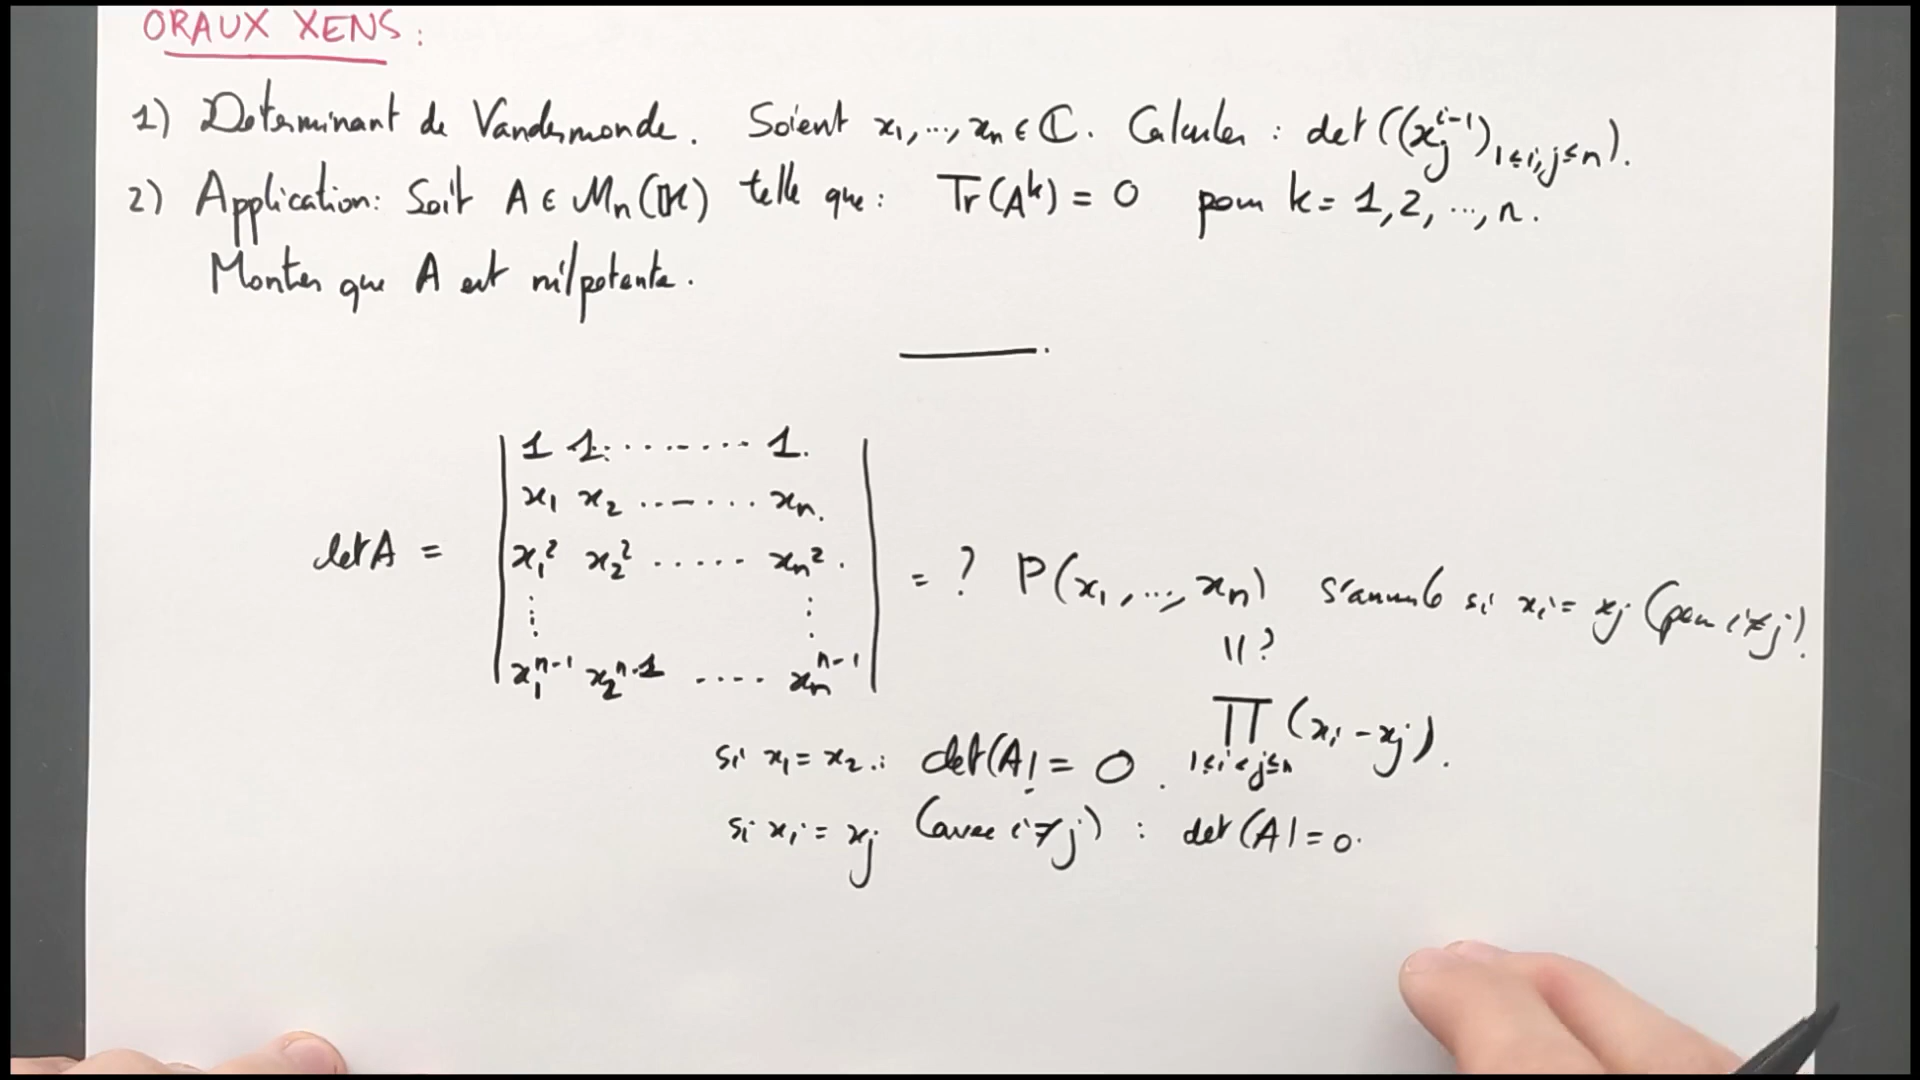 ORAUX XENS :
1) Determinant de Vandermonde. Soient x₁, ..., xₙ ∈ ℂ. Calculer : det((xⱼ^{i-1})_{1≤i,j≤n}).
2) Application: Soit A ∈ Mₙ(K) telle que : Tr(A^k) = 0 pour k = 1, 2, ..., n.
Montrer que A est nilpotente.
1 1 ........ 1.
x₁ x₂ ........ xₙ.
det A = x₁² x₂² ..... xₙ². = ? P(x₁, ..., xₙ) s'annule si xᵢ = xⱼ (pour i≠j).
⋮ ⋮ || ?
x₁^{n-1} x₂^{n-1} .... xₙ^{n-1}
∏_{1≤i<j≤n} (xᵢ - xⱼ).
si x₁ = x₂ : det(A) = 0.
si xᵢ = xⱼ (avec i≠j) : det(A) = 0.